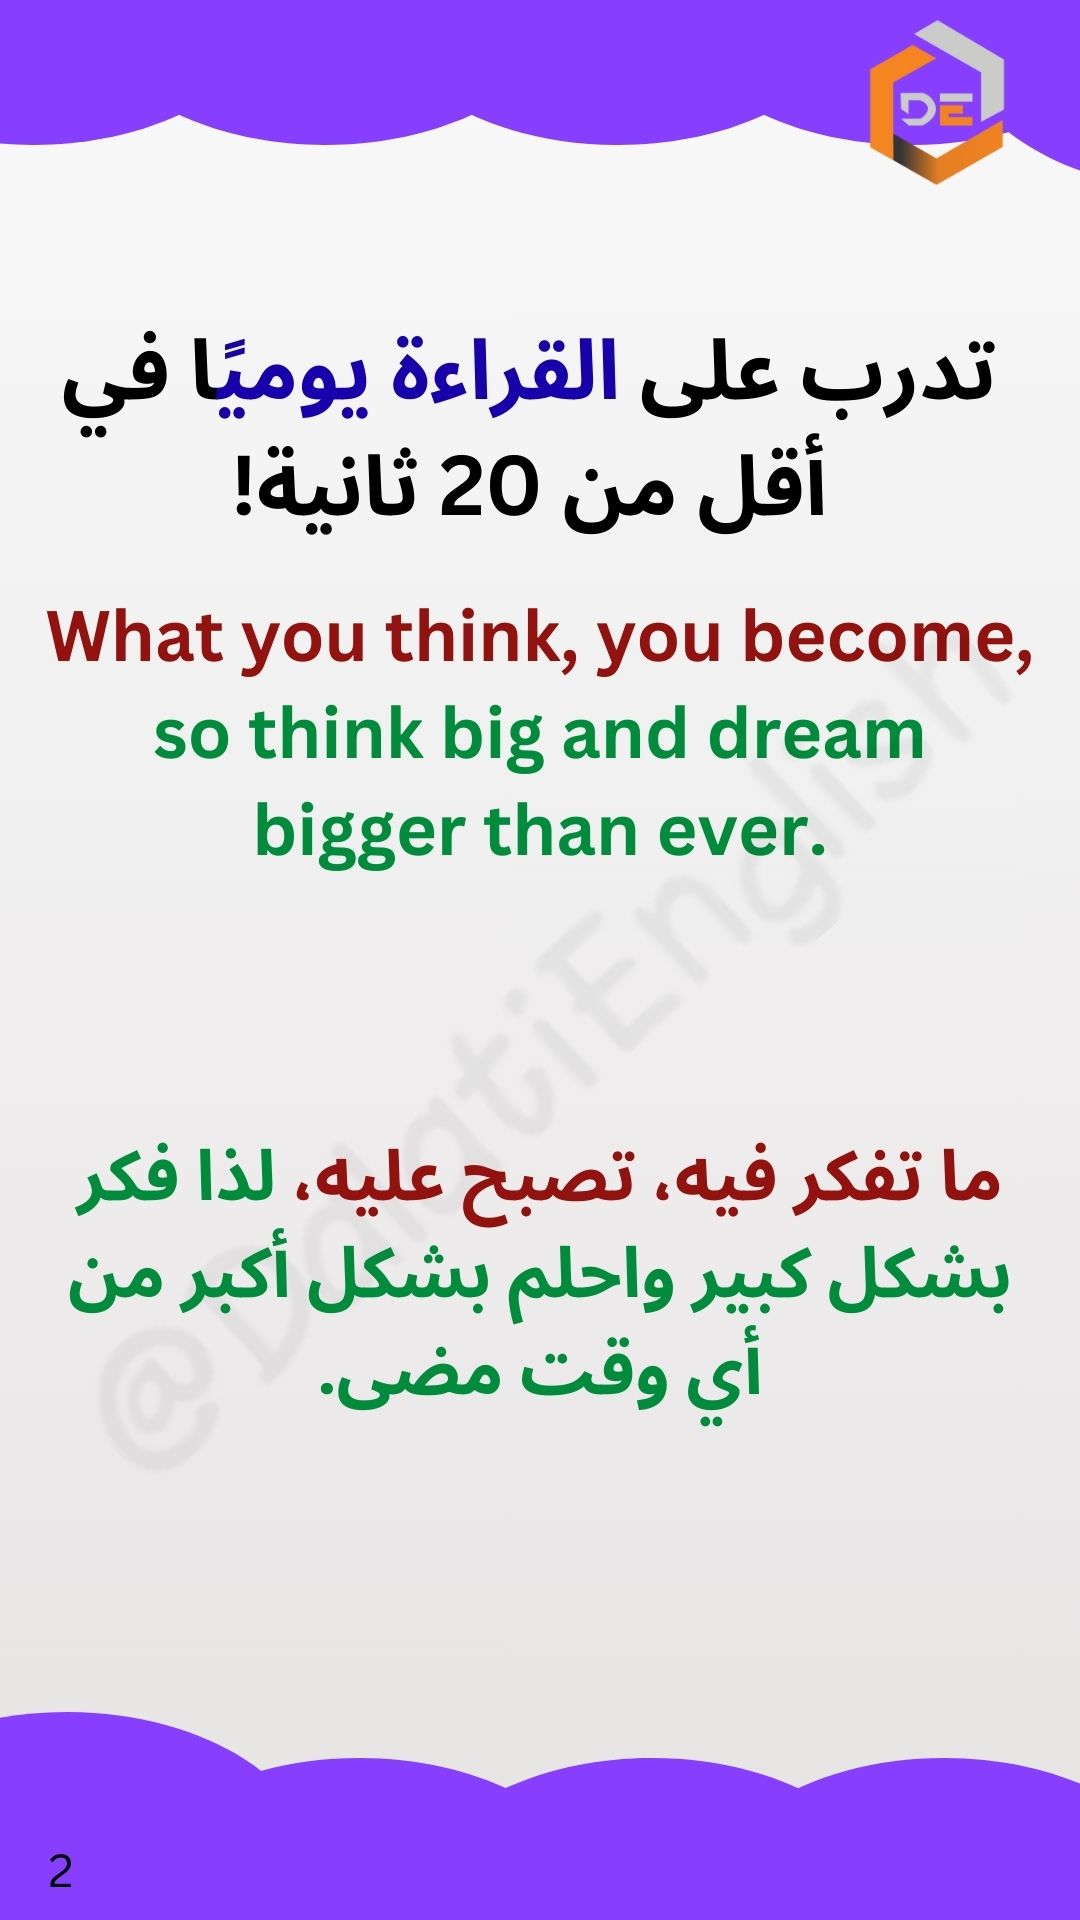 DE
تدرب على القراءة يوميًا في
أقل من 20 ثانية!
What you think, you become,
so think big and dream
bigger than ever.
@DdatiEnglish
ما تفكر فيه، تصبح عليه، لذا فكر
بشكل كبير واحلم بشكل أكبر من
أي وقت مضى.
2